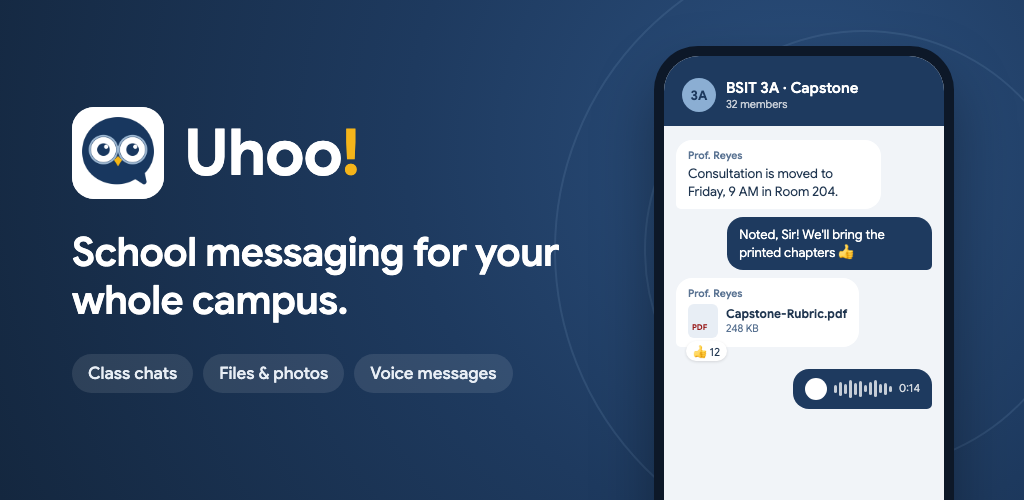 Uhoo!
School messaging for your
whole campus.
Class chats
Files & photos
Voice messages
3A
BSIT 3A · Capstone
32 members
Prof. Reyes
Consultation is moved to
Friday, 9 AM in Room 204.
Noted, Sir! We'll bring the
printed chapters 👍
Prof. Reyes
PDF
Capstone-Rubric.pdf
248 KB
👍 12
0:14